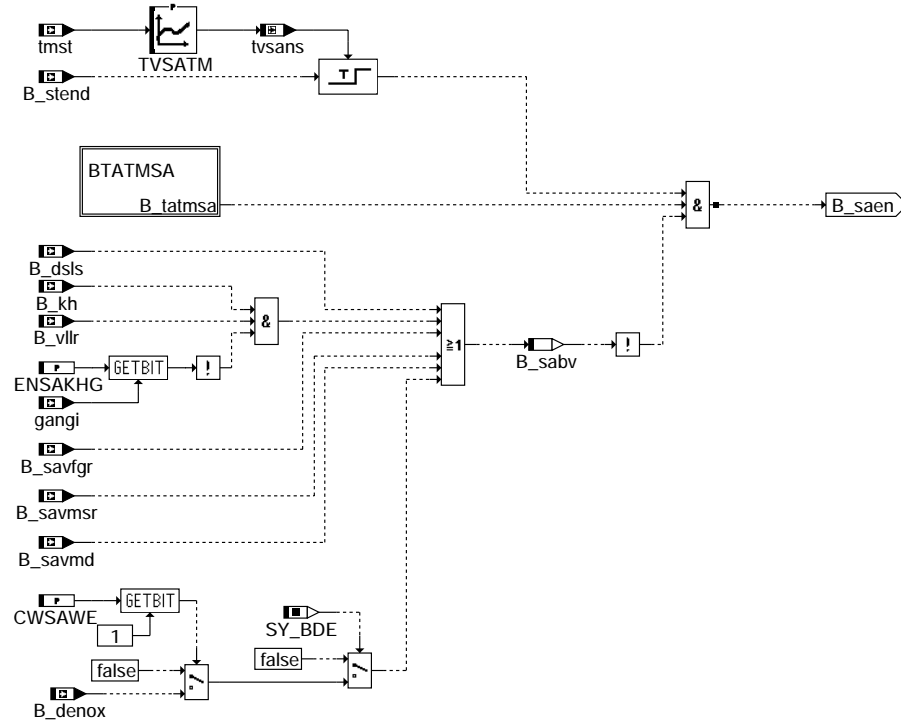 P
tmst
TVSATM
tvsans
B_stend
T
BTATMSA
B_tatmsa
&
B_saen
B_dsls
B_kh
B_vllr
&
P
ENSAKHG
GETBIT
!
gangi
≧1
B_sabv
!
B_savfgr
B_savmsr
B_savmd
P
CWSAWE
GETBIT
1
SY_BDE
false
false
B_denox